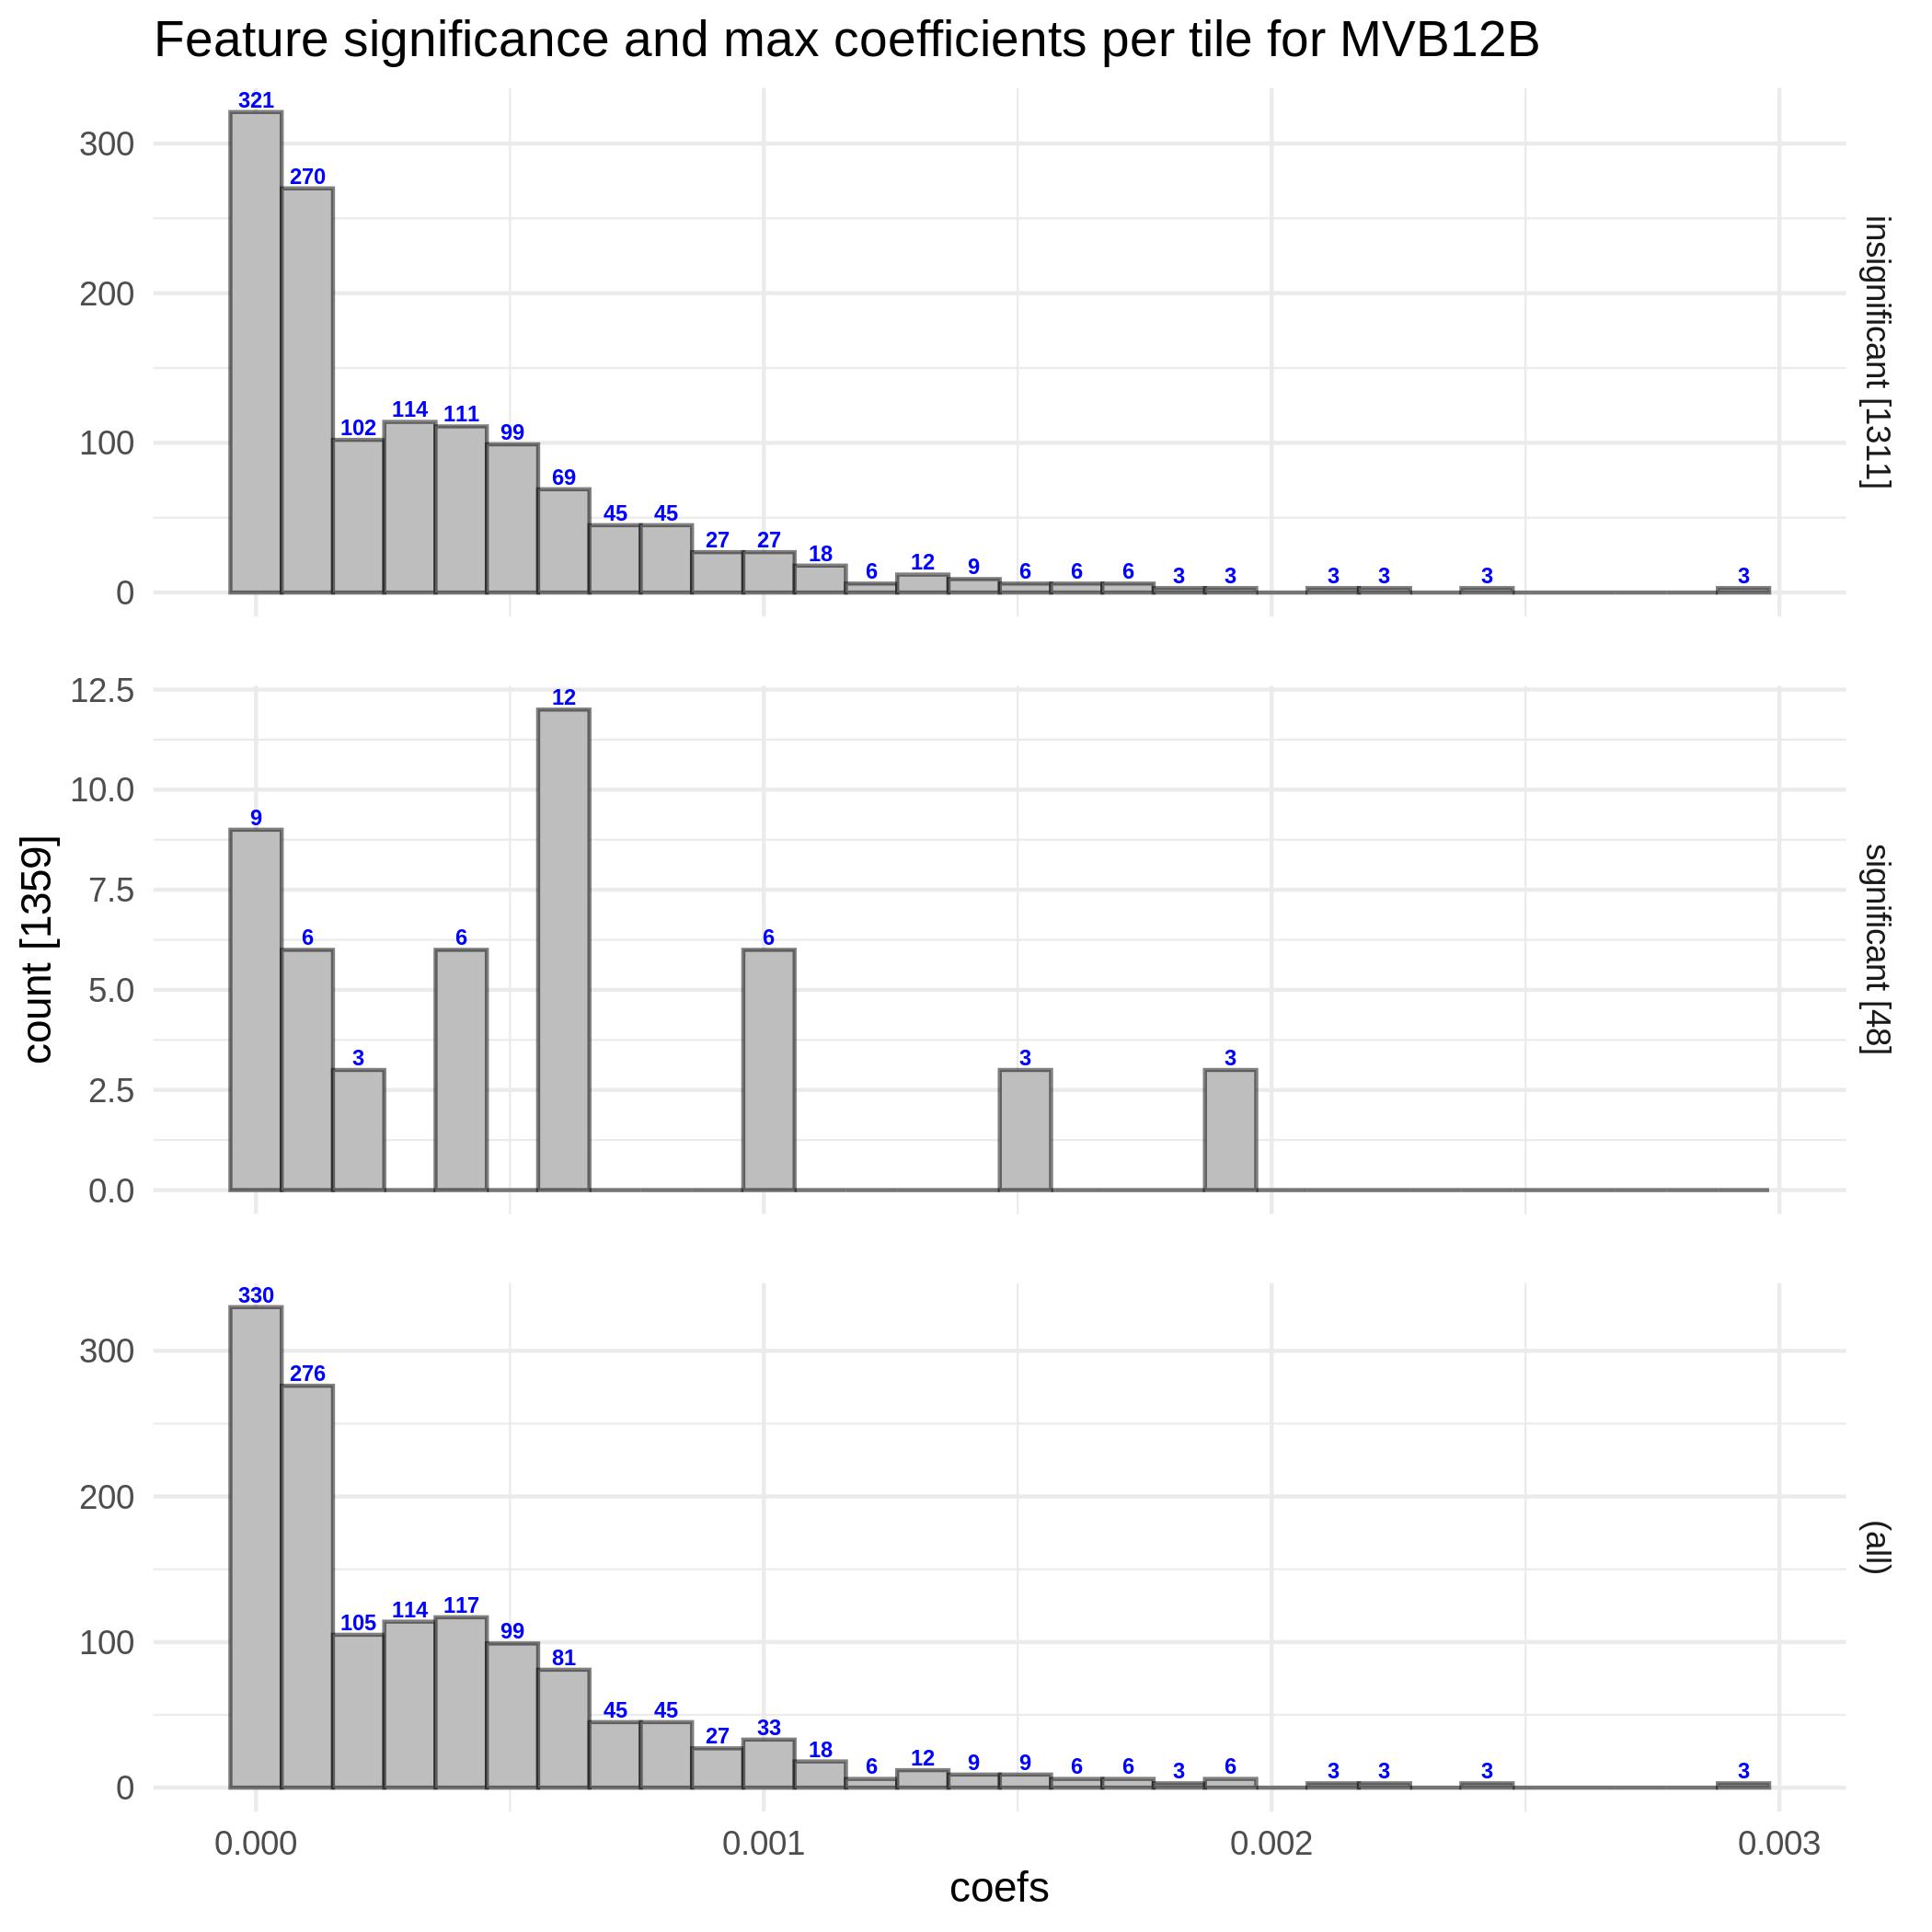 Feature significance and max coefficients per tile for MVB12B
321
270
102 114 111 99 69 45 45 27 27 18 6 12 9 6 6 6 3 3 3 3 3 3
300
200
100
0
insignificant [1311]
9 6 3 6 12 6 3 3
12.5
10.0
7.5
5.0
2.5
0.0
significant [48]
count [1359]
330
276
105 114 117 99 81 45 45 27 33 18 6 12 9 9 6 6 3 6 3 3 3 3
300
200
100
0
(all)
0.000 0.001 0.002 0.003
coefs